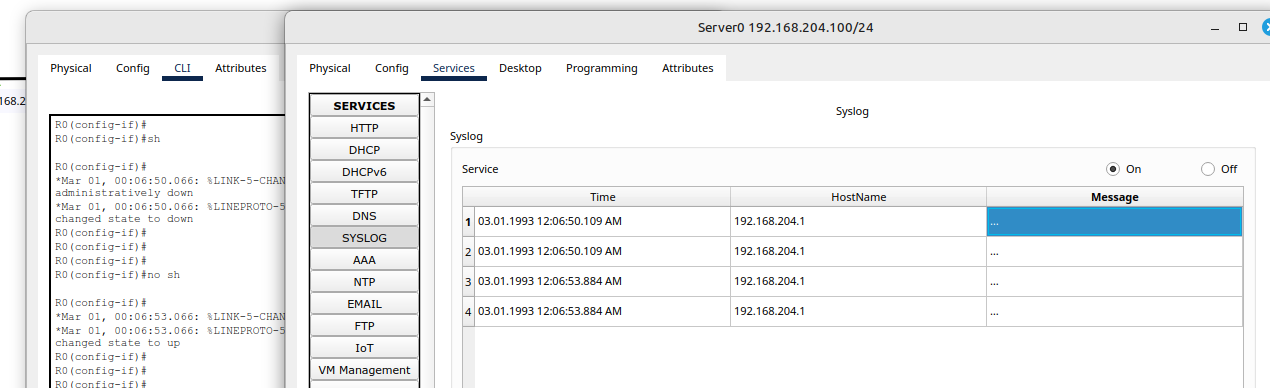 Server0 192.168.204.100/24
Physical Config CLI Attributes
168.2
R0(config-if)#
R0(config-if)#sh
R0(config-if)#
*Mar 01, 00:06:50.066: %LINK-5-CHAN
administratively down
*Mar 01, 00:06:50.066: %LINEPROTO-5
changed state to down
R0(config-if)#
R0(config-if)#
R0(config-if)#
R0(config-if)#no sh
R0(config-if)#
*Mar 01, 00:06:53.066: %LINK-5-CHAN
*Mar 01, 00:06:53.066: %LINEPROTO-5
changed state to up
R0(config-if)#
R0(config-if)#
R0(config-if)#
Physical Config Services Desktop Programming Attributes
SERVICES
HTTP
DHCP
DHCPv6
TFTP
DNS
SYSLOG
AAA
NTP
EMAIL
FTP
IoT
VM Management
Syslog
Syslog
Service On Off
Time HostName Message
1 03.01.1993 12:06:50.109 AM 192.168.204.1 ...
2 03.01.1993 12:06:50.109 AM 192.168.204.1 ...
3 03.01.1993 12:06:53.884 AM 192.168.204.1 ...
4 03.01.1993 12:06:53.884 AM 192.168.204.1 ...